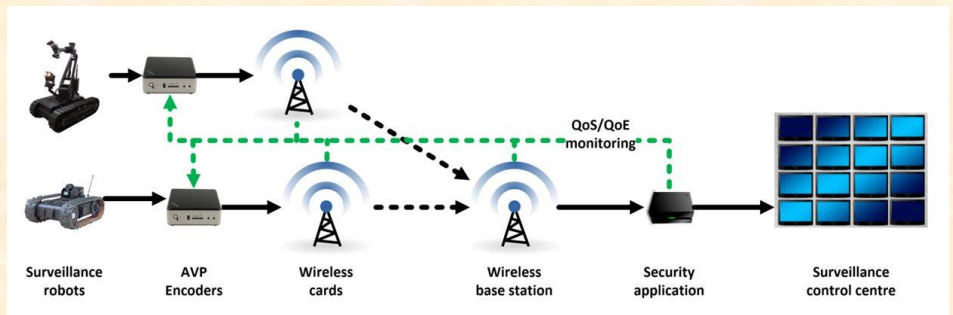 QoS/QoE
monitoring
Surveillance
robots
AVP
Encoders
Wireless
cards
Wireless
base station
Security
application
Surveillance
control centre